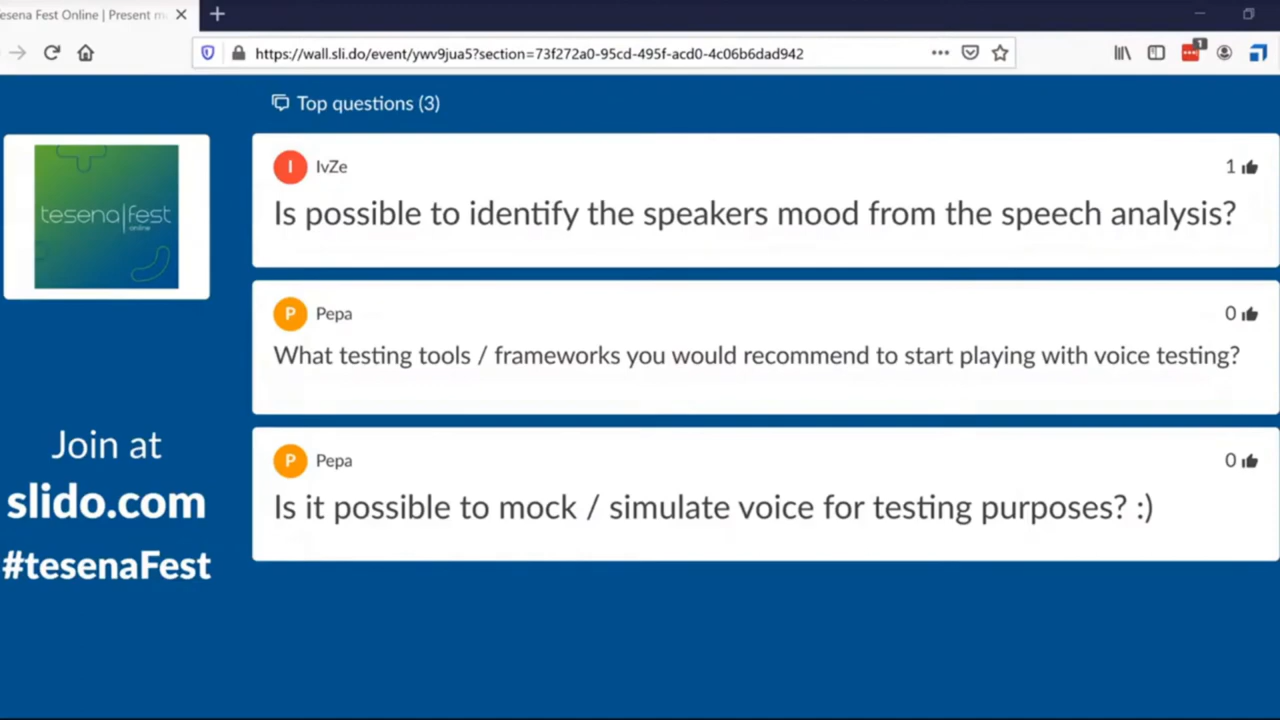 esena Fest Online | Present m
https://wall.sli.do/event/ywv9jua5?section=73f272a0-95cd-495f-acd0-4c06b6dad942
1
Top questions (3)
tesena|fest
online
I IvZe 1
Is possible to identify the speakers mood from the speech analysis?
P Pepa 0
What testing tools / frameworks you would recommend to start playing with voice testing?
P Pepa 0
Is it possible to mock / simulate voice for testing purposes? :)
Join at
slido.com
#tesenaFest